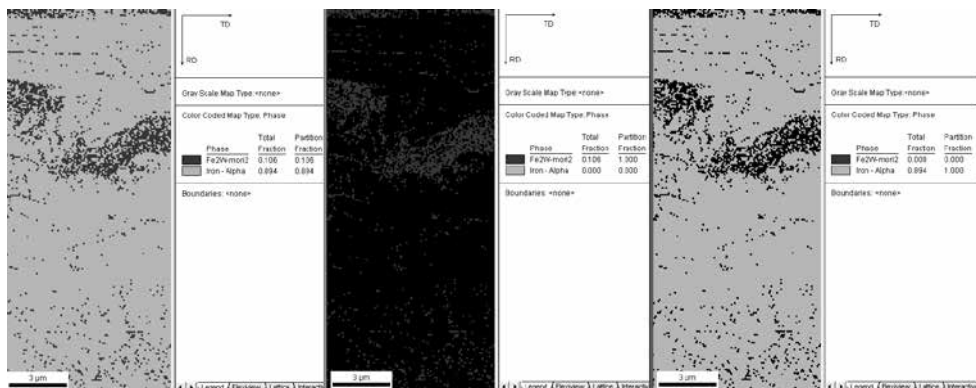 TD
RD
Gray Scale Map Type:<none>
Color Coded Map Type: Phase
Total Partition
Phase Fraction Fraction
Fe2W-mori2 0.106 0.106
Iron - Alpha 0.894 0.894
Boundaries: <none>
3 µm
TD
RD
Gray Scale Map Type:<none>
Color Coded Map Type: Phase
Total Partition
Phase Fraction Fraction
Fe2W-mori2 0.106 1.000
Iron - Alpha 0.000 0.000
Boundaries: <none>
3 µm
TD
RD
Gray Scale Map Type:<none>
Color Coded Map Type: Phase
Total Partition
Phase Fraction Fraction
Fe2W-mori2 0.000 0.000
Iron - Alpha 0.894 1.000
Boundaries: <none>
3 µm